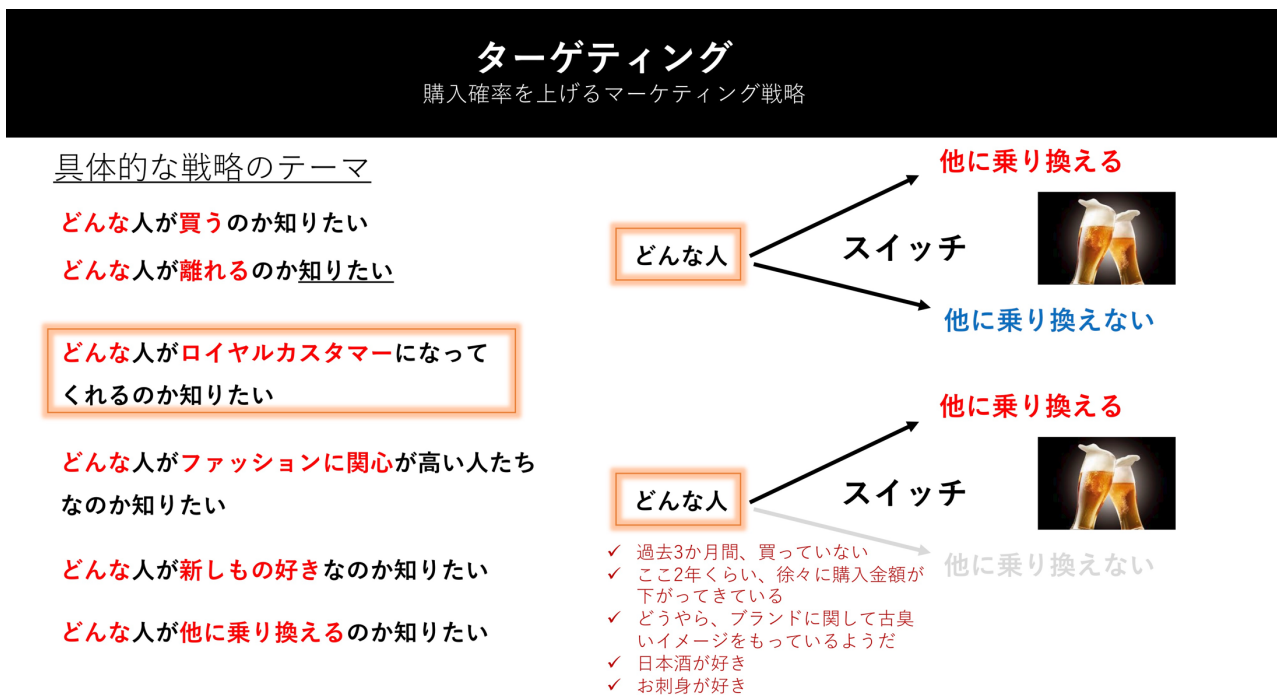 ターゲティング
購入確率を上げるマーケティング戦略
具体的な戦略のテーマ
どんな人が買うのか知りたい
どんな人が離れるのか知りたい
どんな人がロイヤルカスタマーになって
くれるのか知りたい
どんな人がファッションに関心が高い人たち
なのか知りたい
どんな人が新しもの好きなのか知りたい
どんな人が他に乗り換えるのか知りたい
他に乗り換える
どんな人
スイッチ
他に乗り換えない
他に乗り換える
どんな人
スイッチ
他に乗り換えない
✓ 過去3か月間、買っていない
✓ ここ2年くらい、徐々に購入金額が
下がってきている
✓ どうやら、ブランドに関して古臭
いイメージをもっているようだ
✓ 日本酒が好き
✓ お刺身が好き